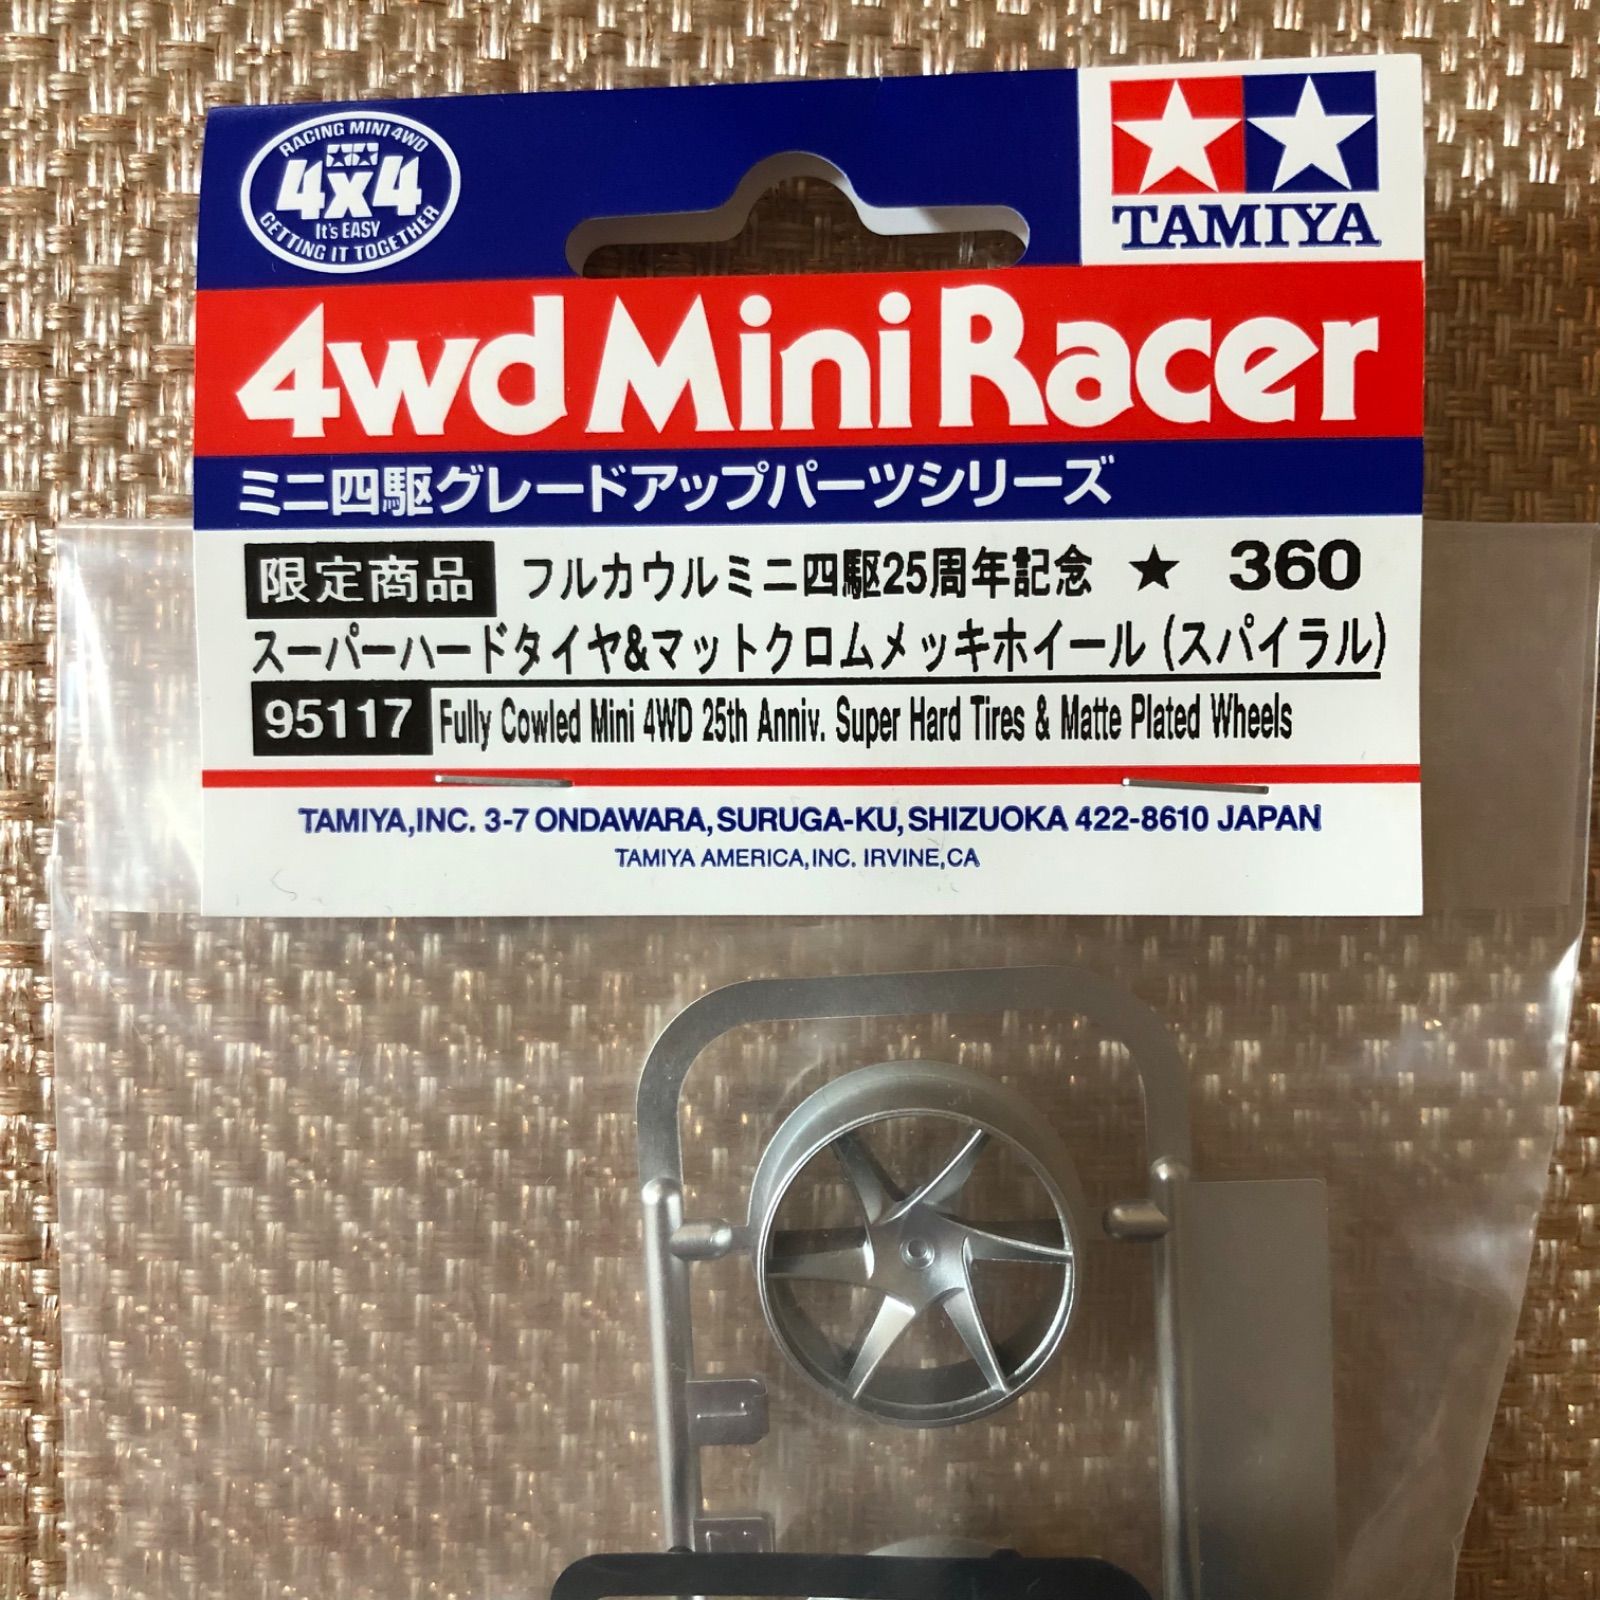 RACING MINI 4WD
4x4
It's EASY
GETTING IT TOGETHER
TAMIYA
4wd Mini Racer
ミニ四駆グレードアップパーツシリーズ
限定商品 フルカウルミニ四駆25周年記念 ★ 360
スーパーハードタイヤ&マットクロムメッキホイール (スパイラル)
95117 Fully Cowled Mini 4WD 25th Anniv. Super Hard Tires & Matte Plated Wheels
TAMIYA,INC. 3-7 ONDAWARA, SURUGA-KU, SHIZUOKA 422-8610 JAPAN
TAMIYA AMERICA, INC. IRVINE, CA